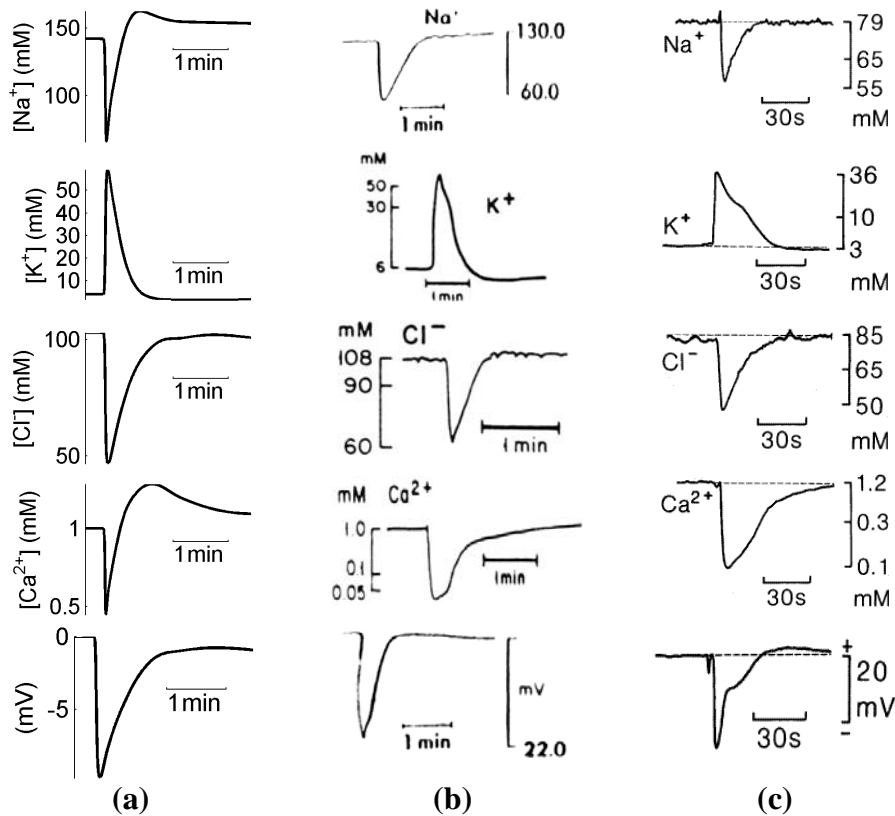 [Na⁺] (mM)
150
100
1min
[K⁺] (mM)
50
40
30
20
10
1min
[Cl⁻] (mM)
100
50
1min
[Ca²⁺] (mM)
1
0.5
1min
(mV)
0
-5
1min
(a)
Na⁺
130.0
60.0
1 min
mM
50
30
6
K⁺
1min
mM
Cl⁻
108
90
60
1 min
mM
Ca²⁺
1.0
0.1
0.05
1min
mV
22.0
1 min
(b)
Na⁺
79
65
55
30s
mM
K⁺
36
10
3
30s
mM
Cl⁻
85
65
50
30s
mM
Ca²⁺
1.2
0.3
0.1
30s
mM
+
20
mV
-
30s
(c)